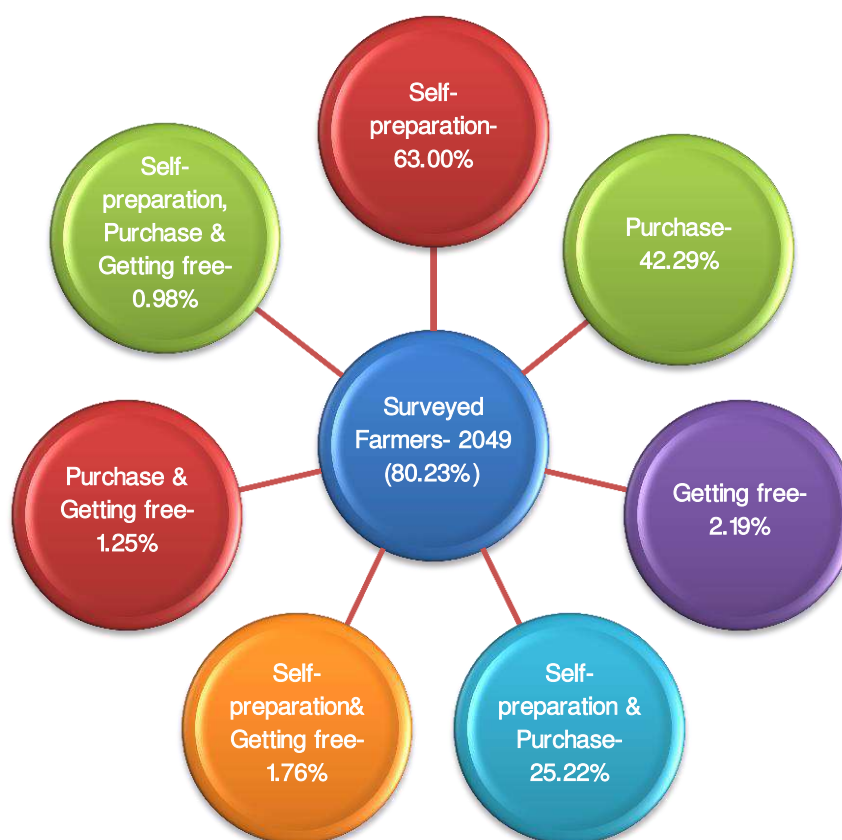 Self-
preparation-
63.00%
Purchase-
42.29%
Getting free-
2.19%
Self-
preparation &
Purchase-
25.22%
Self-
preparation&
Getting free-
1.76%
Purchase &
Getting free-
1.25%
Self-
preparation,
Purchase &
Getting free-
0.98%
Surveyed
Farmers- 2049
(80.23%)